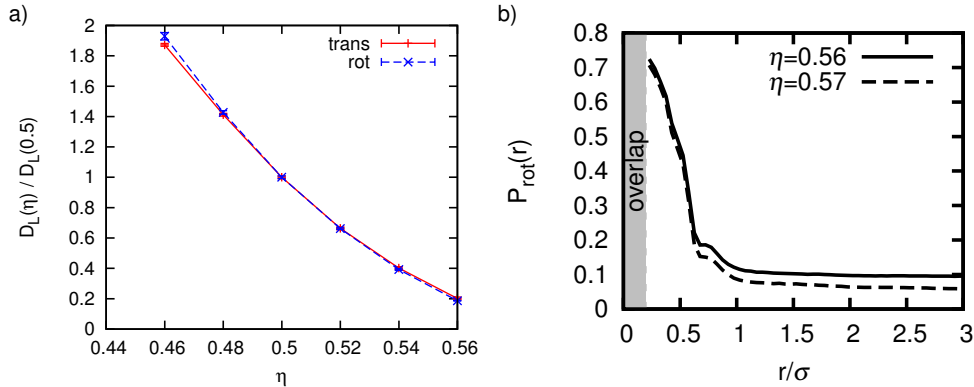 a)
D_L(η) / D_L(0.5)
2
1.8
1.6
1.4
1.2
1
0.8
0.6
0.4
0.2
0
0.44 0.46 0.48 0.50 0.52 0.54 0.56
η
trans
rot
b)
P_rot(r)
0.8
0.7
0.6
0.5
0.4
0.3
0.2
0.1
0
0 0.5 1 1.5 2 2.5 3
r/σ
overlap
η=0.56
η=0.57